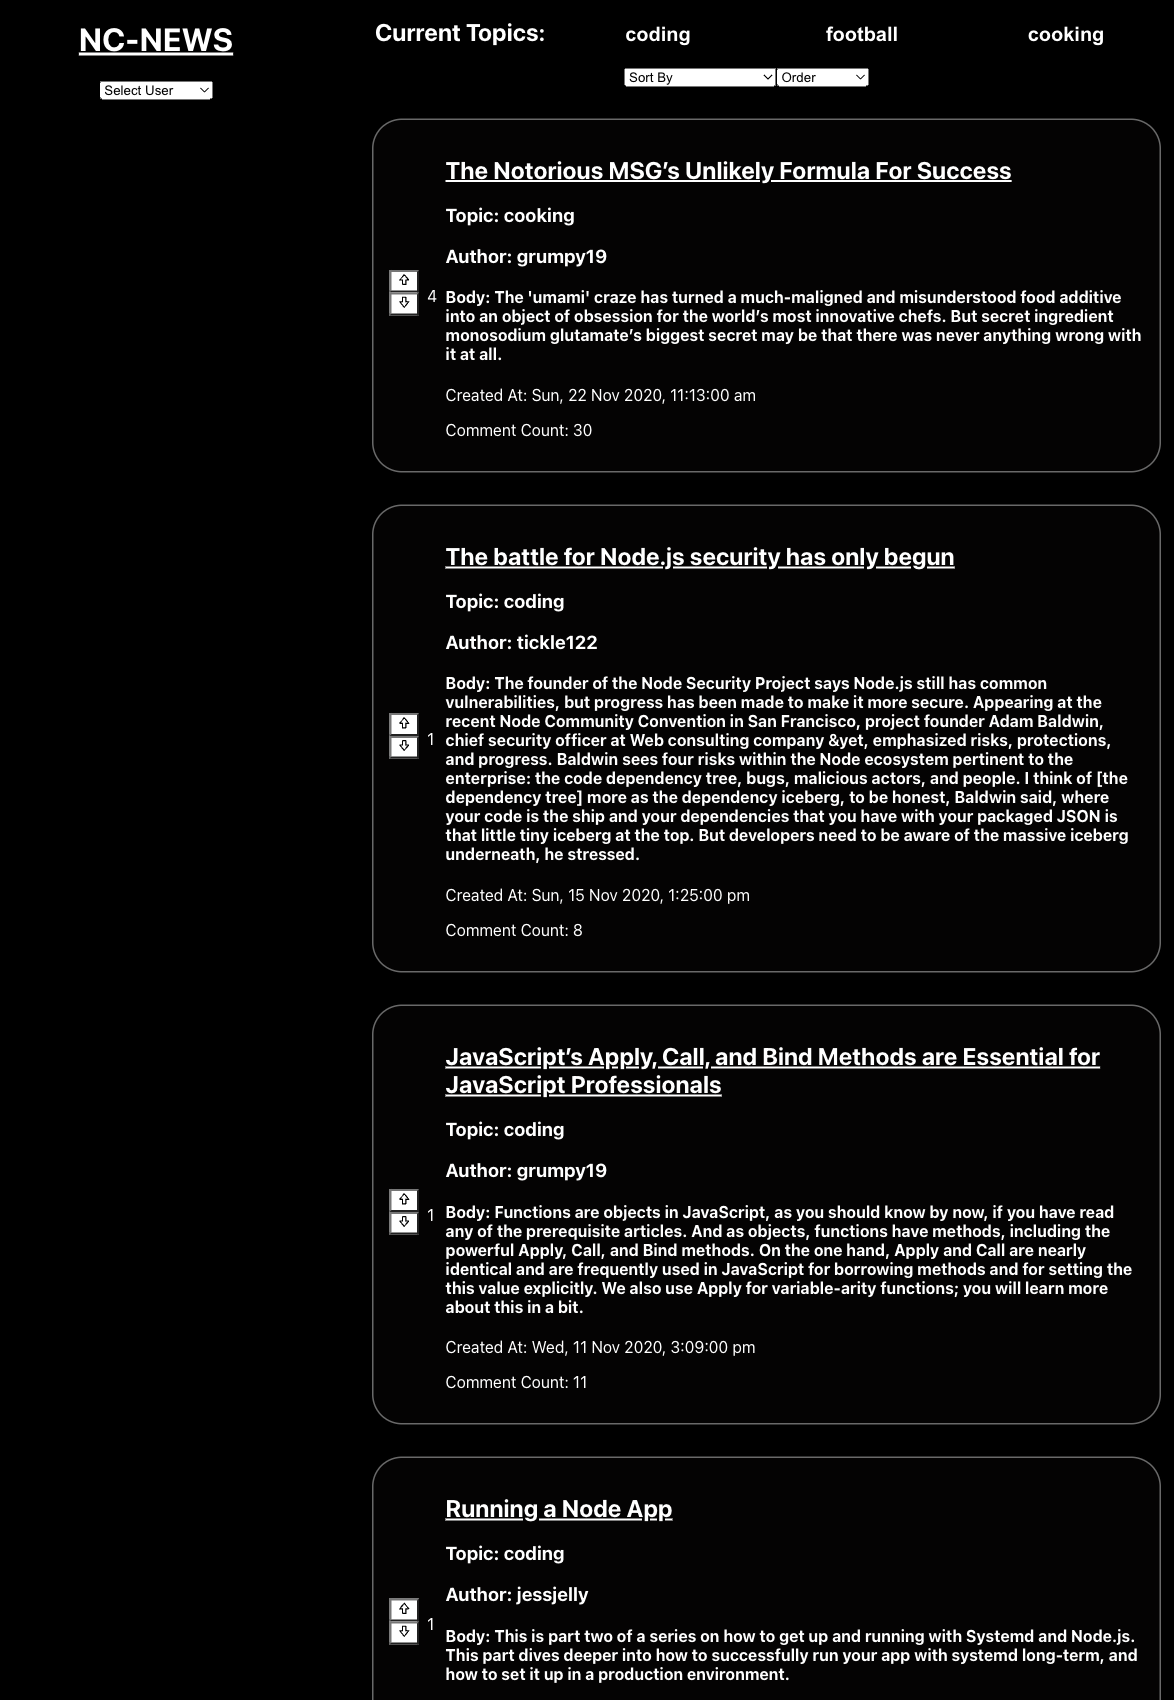 NC-NEWS
Select User
Current Topics:
coding
football
cooking
Sort By
Order
The Notorious MSG’s Unlikely Formula For Success
Topic: cooking
Author: grumpy19
4
Body: The 'umami' craze has turned a much-maligned and misunderstood food additive
into an object of obsession for the world’s most innovative chefs. But secret ingredient
monosodium glutamate’s biggest secret may be that there was never anything wrong with
it at all.
Created At: Sun, 22 Nov 2020, 11:13:00 am
Comment Count: 30
The battle for Node.js security has only begun
Topic: coding
Author: tickle122
1
Body: The founder of the Node Security Project says Node.js still has common
vulnerabilities, but progress has been made to make it more secure. Appearing at the
recent Node Community Convention in San Francisco, project founder Adam Baldwin,
chief security officer at Web consulting company &yet, emphasized risks, protections,
and progress. Baldwin sees four risks within the Node ecosystem pertinent to the
enterprise: the code dependency tree, bugs, malicious actors, and people. I think of [the
dependency tree] more as the dependency iceberg, to be honest, Baldwin said, where
your code is the ship and your dependencies that you have with your packaged JSON is
that little tiny iceberg at the top. But developers need to be aware of the massive iceberg
underneath, he stressed.
Created At: Sun, 15 Nov 2020, 1:25:00 pm
Comment Count: 8
JavaScript’s Apply, Call, and Bind Methods are Essential for
JavaScript Professionals
Topic: coding
Author: grumpy19
1
Body: Functions are objects in JavaScript, as you should know by now, if you have read
any of the prerequisite articles. And as objects, functions have methods, including the
powerful Apply, Call, and Bind methods. On the one hand, Apply and Call are nearly
identical and are frequently used in JavaScript for borrowing methods and for setting the
this value explicitly. We also use Apply for variable-arity functions; you will learn more
about this in a bit.
Created At: Wed, 11 Nov 2020, 3:09:00 pm
Comment Count: 11
Running a Node App
Topic: coding
Author: jessjelly
1
Body: This is part two of a series on how to get up and running with Systemd and Node.js.
This part dives deeper into how to successfully run your app with systemd long-term, and
how to set it up in a production environment.